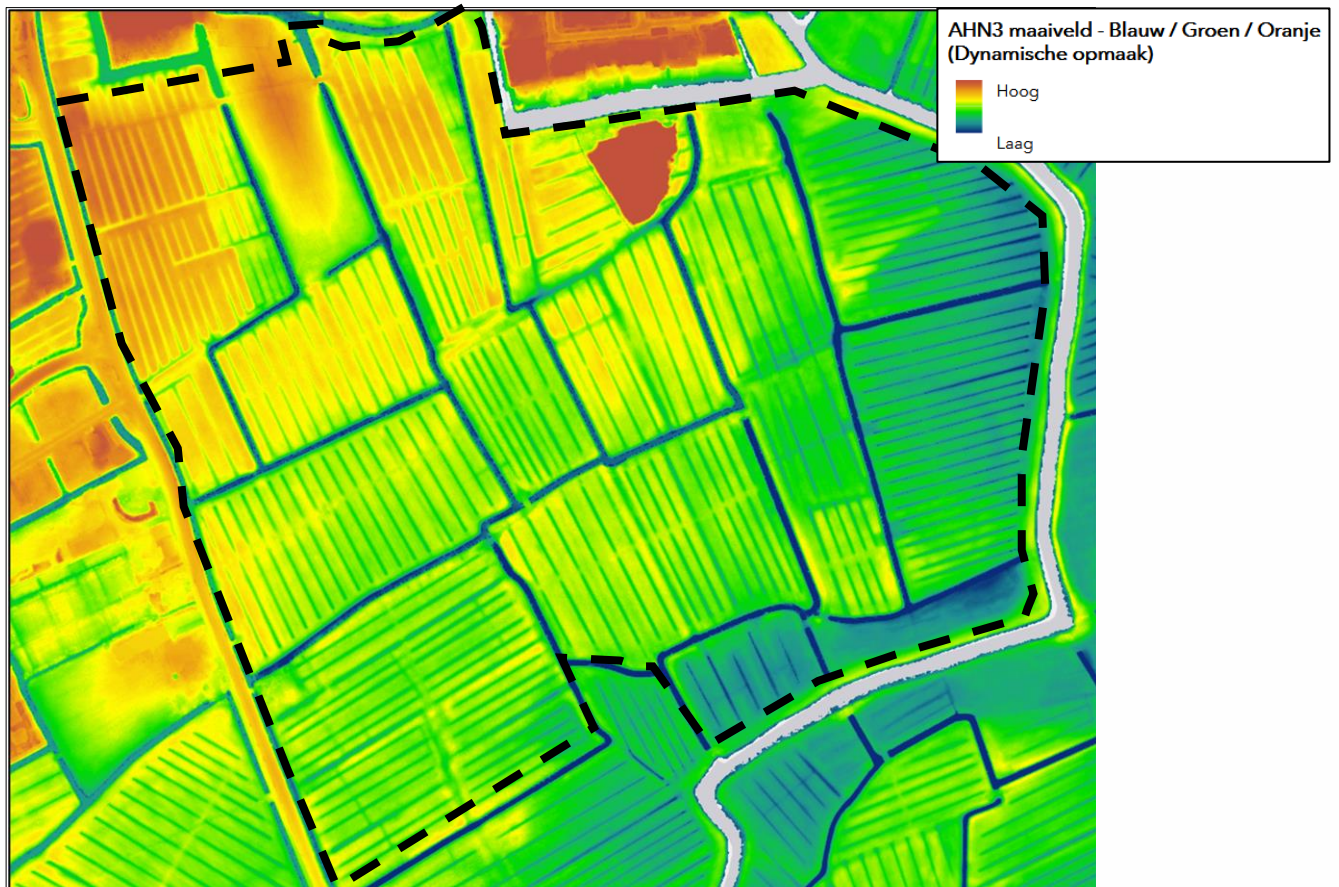 AHN3 maaiveld - Blauw / Groen / Oranje
(Dynamische opmaak)
Hoog
Laag